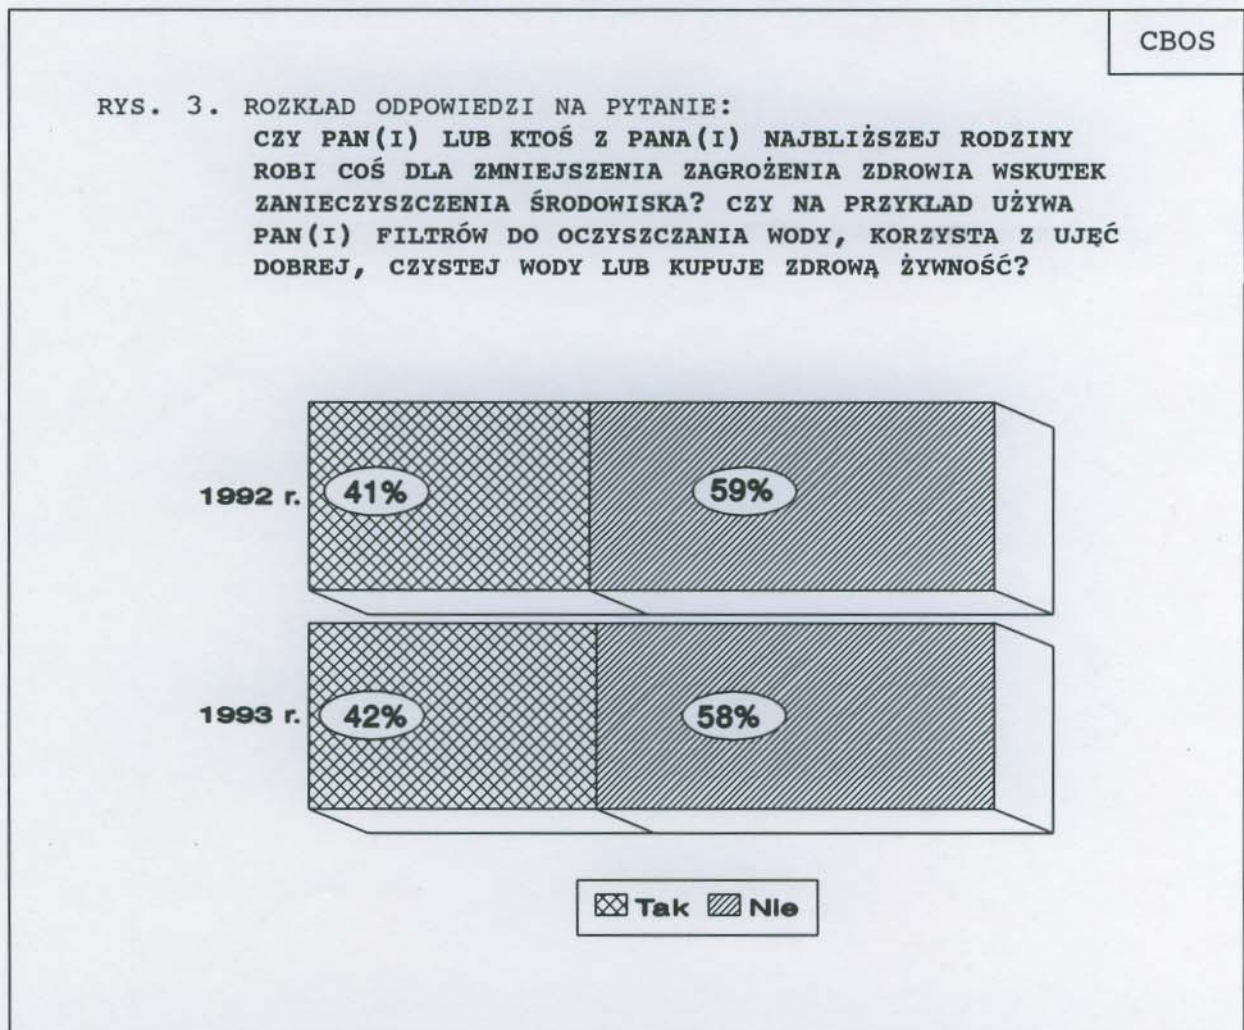 CBOS
RYS. 3. ROZKŁAD ODPOWIEDZI NA PYTANIE:
CZY PAN(I) LUB KTOŚ Z PANA(I) NAJBLIŻSZEJ RODZINY
ROBI COŚ DLA ZMNIEJSZENIA ZAGROŻENIA ZDROWIA WSKUTEK
ZANIECZYSZCZENIA ŚRODOWISKA? CZY NA PRZYKŁAD UŻYWA
PAN(I) FILTRÓW DO OCZYSZCZANIA WODY, KORZYSTA Z UJĘĆ
DOBREJ, CZYSTEJ WODY LUB KUPUJE ZDROWĄ ŻYWNOŚĆ?
1992 r. 41% 59%
1993 r. 42% 58%
Tak Nie